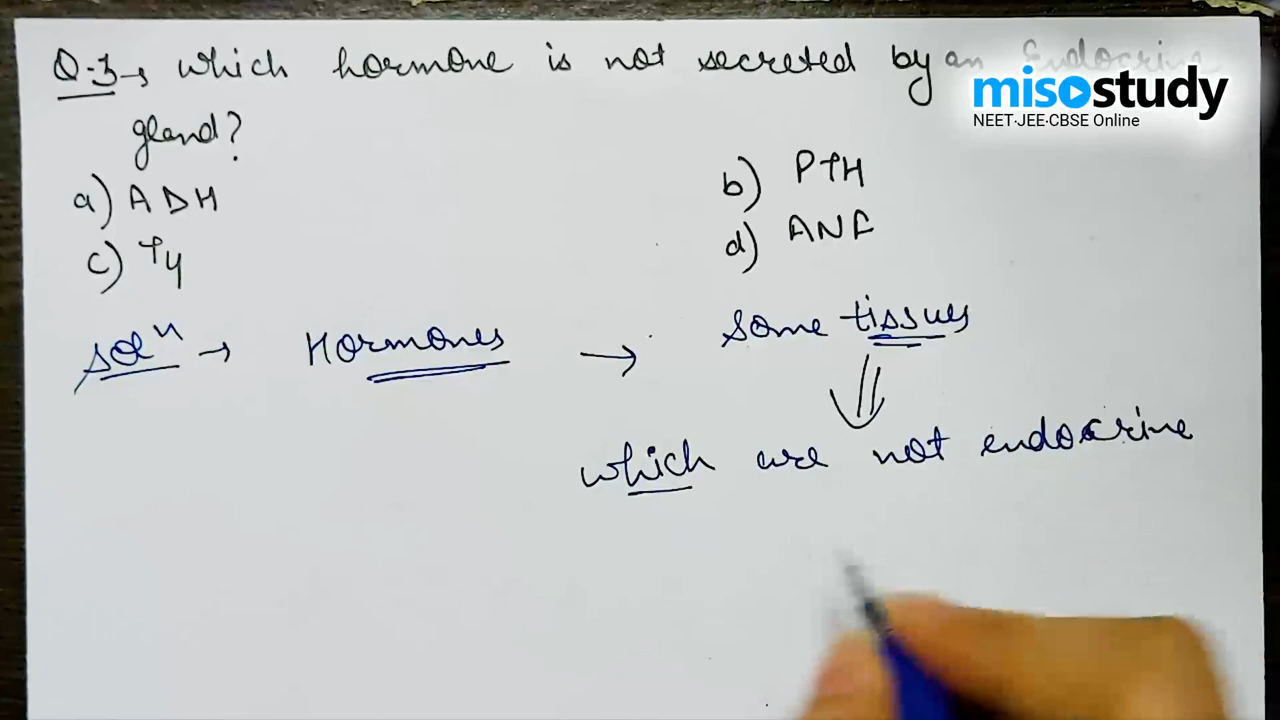 Q-3→ which hormone is not secreted by an Endocrine
gland?
misostudy
NEET·JEE·CBSE Online
a) ADH b) PTH
c) T4 d) ANF
Solⁿ → Hormones → Some tissues
which are not endocrine